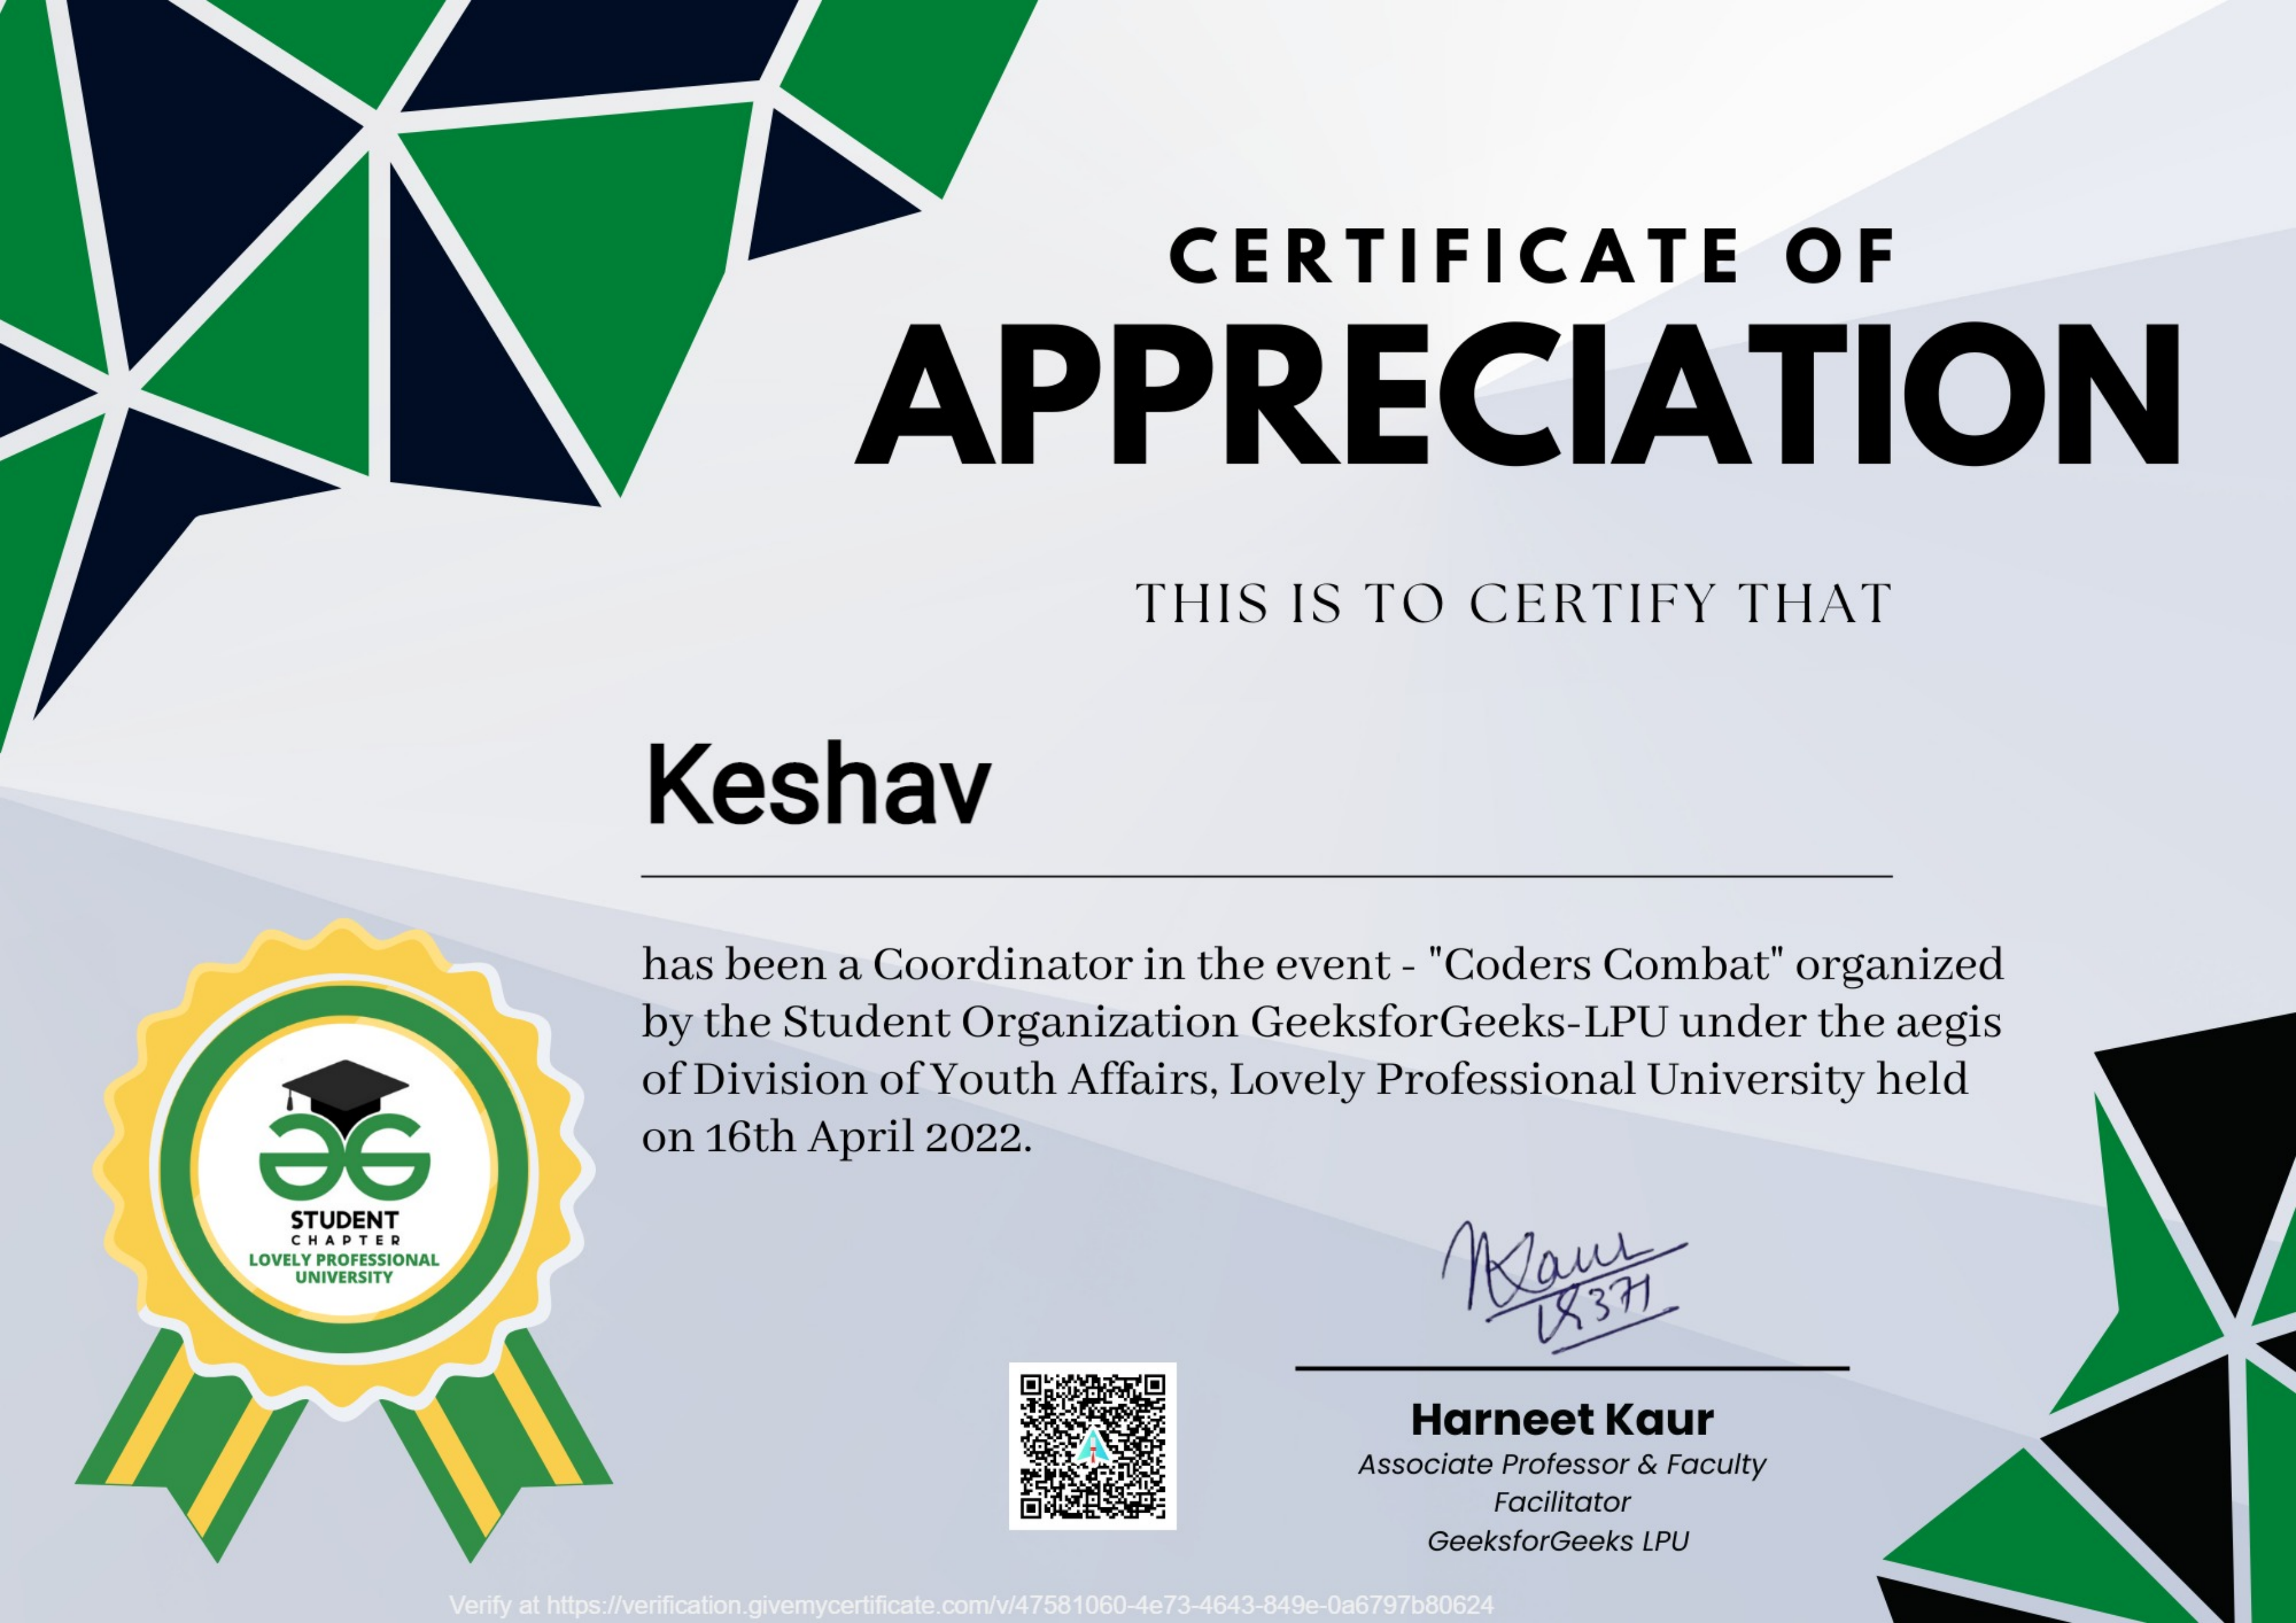 CERTIFICATE OF
APPRECIATION
THIS IS TO CERTIFY THAT
Keshav
has been a Coordinator in the event - "Coders Combat" organized
by the Student Organization GeeksforGeeks-LPU under the aegis
of Division of Youth Affairs, Lovely Professional University held
on 16th April 2022.
STUDENT
CHAPTER
LOVELY PROFESSIONAL
UNIVERSITY
Kaur
18371
Harneet Kaur
Associate Professor & Faculty
Facilitator
GeeksforGeeks LPU
Verify at https://verification.givemycertificate.com/v/47581060-4e73-4643-849e-0a6797b80624